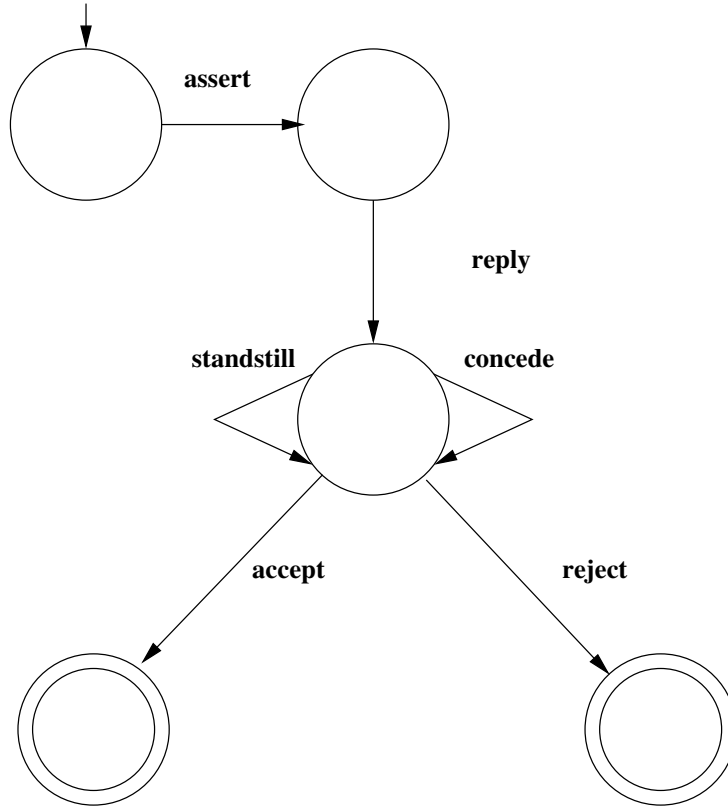 assert
reply
standstill
concede
accept
reject